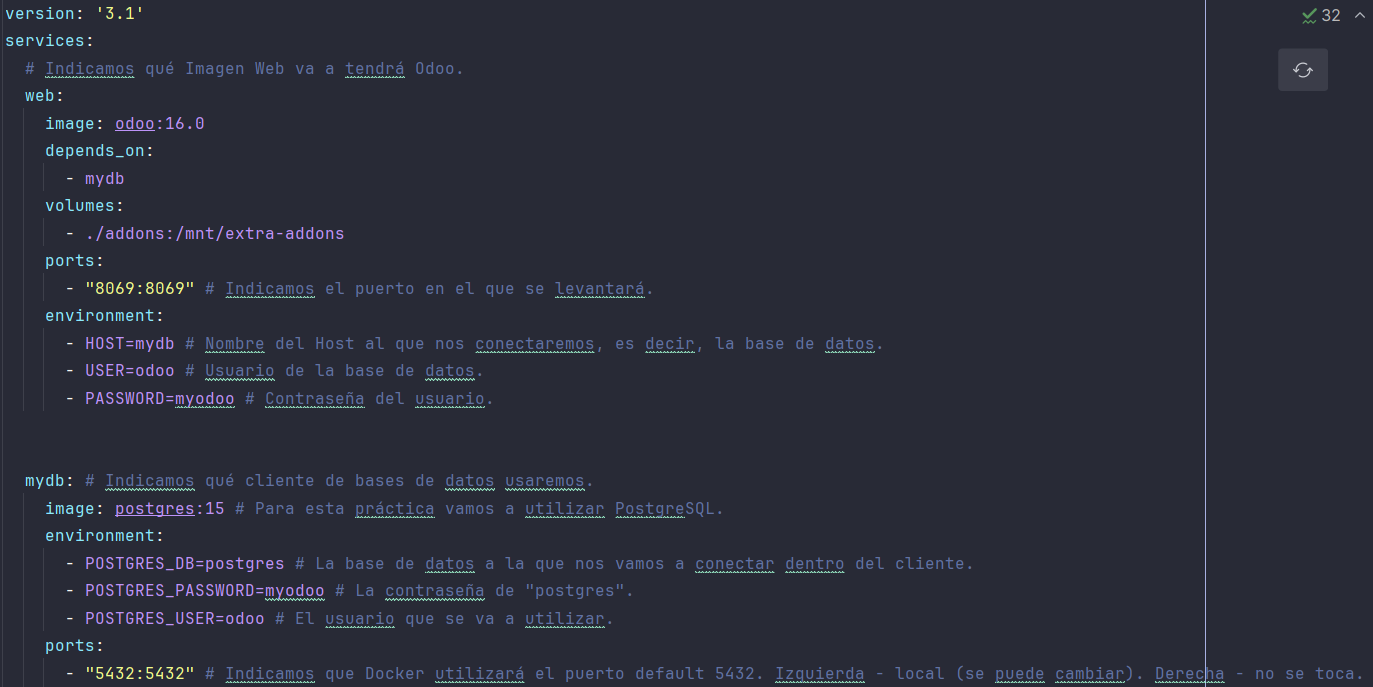 version: '3.1'
32
services:
# Indicamos qué Imagen Web va a tendrá Odoo.
web:
image: odoo:16.0
depends_on:
- mydb
volumes:
- ./addons:/mnt/extra-addons
ports:
- "8069:8069" # Indicamos el puerto en el que se levantará.
environment:
- HOST=mydb # Nombre del Host al que nos conectaremos, es decir, la base de datos.
- USER=odoo # Usuario de la base de datos.
- PASSWORD=myodoo # Contraseña del usuario.
mydb: # Indicamos qué cliente de bases de datos usaremos.
image: postgres:15 # Para esta práctica vamos a utilizar PostgreSQL.
environment:
- POSTGRES_DB=postgres # La base de datos a la que nos vamos a conectar dentro del cliente.
- POSTGRES_PASSWORD=myodoo # La contraseña de "postgres".
- POSTGRES_USER=odoo # El usuario que se va a utilizar.
ports:
- "5432:5432" # Indicamos que Docker utilizará el puerto default 5432. Izquierda - local (se puede cambiar). Derecha - no se toca.